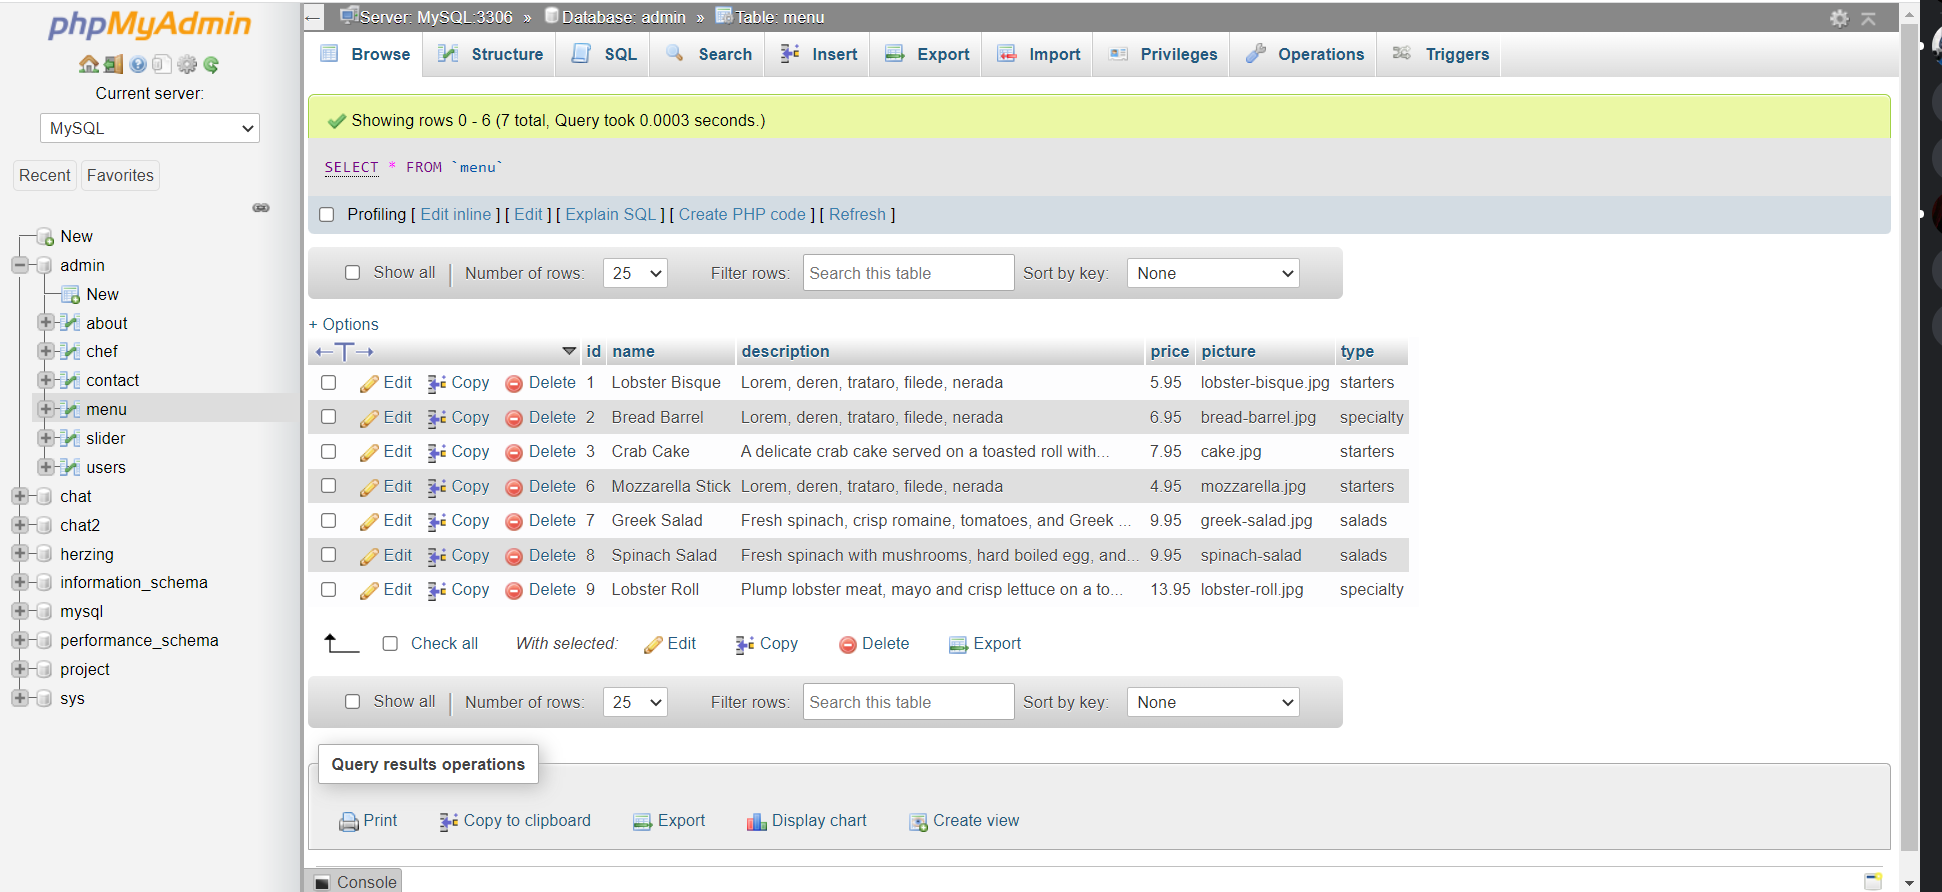 phpMyAdmin
Current server:
MySQL
Recent Favorites
New
admin
New
about
chef
contact
menu
slider
users
chat
chat2
herzing
information_schema
mysql
performance_schema
project
sys
Server: MySQL:3306 » Database: admin » Table: menu
Browse Structure SQL Search Insert Export Import Privileges Operations Triggers
Showing rows 0 - 6 (7 total, Query took 0.0003 seconds.)
SELECT * FROM `menu`
Profiling [ Edit inline ] [ Edit ] [ Explain SQL ] [ Create PHP code ] [ Refresh ]
Show all | Number of rows: 25 Filter rows: Search this table Sort by key: None
+ Options
←T→ id name description price picture type
Edit Copy Delete 1 Lobster Bisque Lorem, deren, trataro, filede, nerada 5.95 lobster-bisque.jpg starters
Edit Copy Delete 2 Bread Barrel Lorem, deren, trataro, filede, nerada 6.95 bread-barrel.jpg specialty
Edit Copy Delete 3 Crab Cake A delicate crab cake served on a toasted roll with... 7.95 cake.jpg starters
Edit Copy Delete 6 Mozzarella Stick Lorem, deren, trataro, filede, nerada 4.95 mozzarella.jpg starters
Edit Copy Delete 7 Greek Salad Fresh spinach, crisp romaine, tomatoes, and Greek ... 9.95 greek-salad.jpg salads
Edit Copy Delete 8 Spinach Salad Fresh spinach with mushrooms, hard boiled egg, and... 9.95 spinach-salad salads
Edit Copy Delete 9 Lobster Roll Plump lobster meat, mayo and crisp lettuce on a to... 13.95 lobster-roll.jpg specialty
Check all With selected: Edit Copy Delete Export
Show all | Number of rows: 25 Filter rows: Search this table Sort by key: None
Query results operations
Print Copy to clipboard Export Display chart Create view
Console